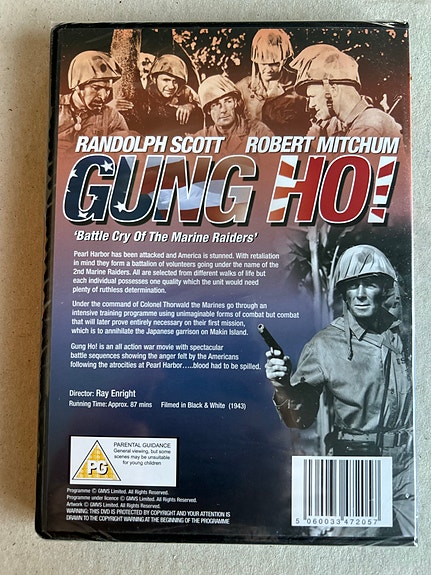 RANDOLPH SCOTT ROBERT MITCHUM
GUNG HO!
'Battle Cry Of The Marine Raiders'
Pearl Harbor has been attacked and America is stunned. With retaliation
in mind they form a battalion of volunteers going under the name of the
2nd Marine Raiders. All are selected from different walks of life but
each individual possesses one quality which the unit would need
plenty of ruthless determination.
Under the command of Colonel Thorwald the Marines go through an
intensive training programme using unimaginable forms of combat but combat
that will later prove entirely necessary on their first mission,
which is to annihilate the Japanese garrison on Makin Island.
Gung Ho! is an all action war movie with spectacular
battle sequences showing the anger felt by the Americans
following the atrocities at Pearl Harbor.....blood had to be spilled.
Director: Ray Enright
Running Time: Approx. 87 mins Filmed in Black & White (1943)
PG
PARENTAL GUIDANCE
General viewing, but some
scenes may be unsuitable
for young children
Programme © GMVS Limited. All Rights Reserved.
Programme under licence © GMVS Limited. All Rights Reserved.
Artwork © GMVS Limited. All Rights Reserved.
WARNING: THIS DVD IS PROTECTED BY COPYRIGHT AND YOUR ATTENTION IS
DRAWN TO THE COPYRIGHT WARNING AT THE BEGINNING OF THE PROGRAMME
5 060033 472057